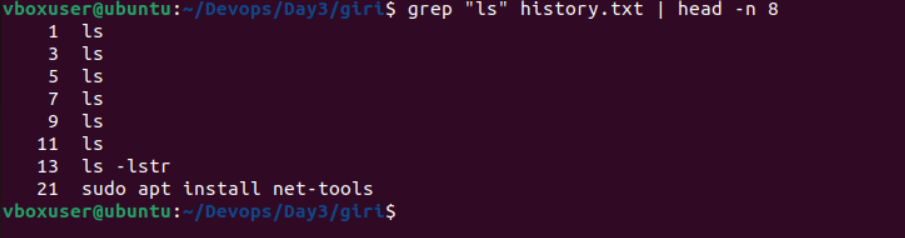 vboxuser@ubuntu:~/Devops/Day3/giri$ grep "ls" history.txt | head -n 8
1 ls
3 ls
5 ls
7 ls
9 ls
11 ls
13 ls -lstr
21 sudo apt install net-tools
vboxuser@ubuntu:~/Devops/Day3/giri$